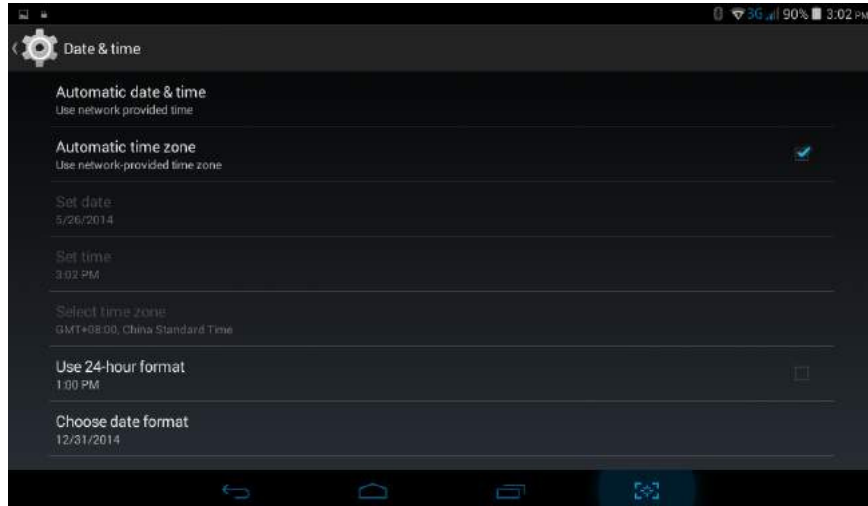 3G 90% 3:02 PM
Date & time
Automatic date & time
Use network provided time
Automatic time zone
Use network-provided time zone
Set date
5/26/2014
Set time
3:02 PM
Select time zone
GMT+08:00, China Standard Time
Use 24-hour format
1:00 PM
Choose date format
12/31/2014